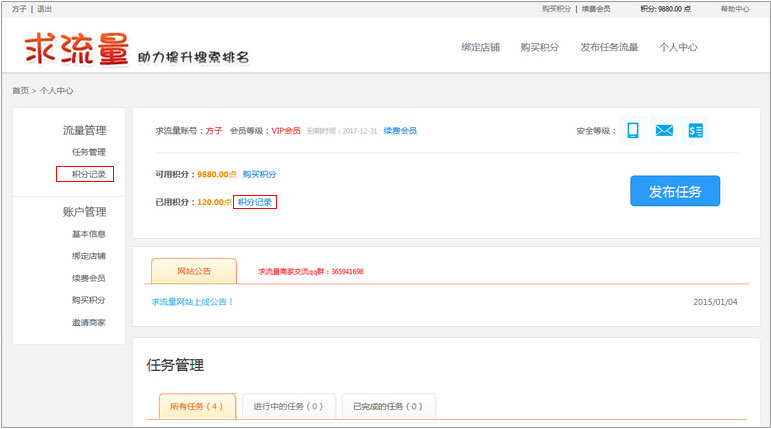 方子 | 退出 购买积分 | 续费会员 积分: 9880.00 点 帮助中心
求流量 助力提升搜索排名
绑定店铺 购买积分 发布任务流量 个人中心
首页 > 个人中心
流量管理
任务管理
积分记录
账户管理
基本信息
绑定店铺
续费会员
购买积分
邀请商家
求流量账号：方子 会员等级：VIP会员 到期时间：2017-12-31 续费会员 安全等级：
可用积分：9880.00点 购买积分
已用积分：120.00点 积分记录
发布任务
网站公告 求流量商家交流qq群：365941698
求流量网站上线公告！ 2015/01/04
任务管理
所有任务（4） 进行中的任务（0） 已完成的任务（0）